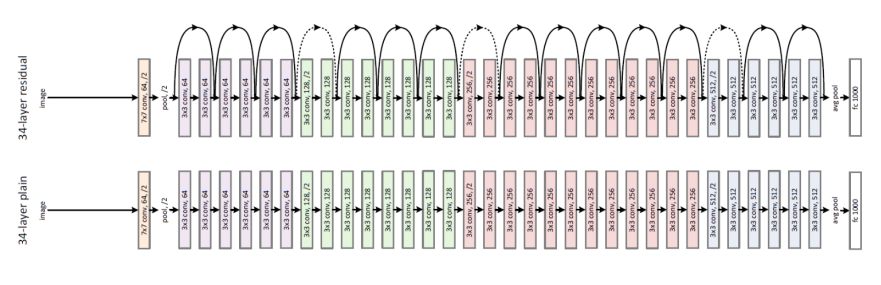 34-layer residual
image
7x7 conv, 64, /2
pool, /2
3x3 conv, 64
3x3 conv, 64
3x3 conv, 64
3x3 conv, 64
3x3 conv, 64
3x3 conv, 64
3x3 conv, 128, /2
3x3 conv, 128
3x3 conv, 128
3x3 conv, 128
3x3 conv, 128
3x3 conv, 128
3x3 conv, 128
3x3 conv, 128
3x3 conv, 256, /2
3x3 conv, 256
3x3 conv, 256
3x3 conv, 256
3x3 conv, 256
3x3 conv, 256
3x3 conv, 256
3x3 conv, 256
3x3 conv, 256
3x3 conv, 256
3x3 conv, 256
3x3 conv, 256
3x3 conv, 512, /2
3x3 conv, 512
3x3 conv, 512
3x3 conv, 512
3x3 conv, 512
3x3 conv, 512
avg pool
fc 1000
34-layer plain
image
7x7 conv, 64, /2
pool, /2
3x3 conv, 64
3x3 conv, 64
3x3 conv, 64
3x3 conv, 64
3x3 conv, 64
3x3 conv, 64
3x3 conv, 128, /2
3x3 conv, 128
3x3 conv, 128
3x3 conv, 128
3x3 conv, 128
3x3 conv, 128
3x3 conv, 128
3x3 conv, 128
3x3 conv, 256, /2
3x3 conv, 256
3x3 conv, 256
3x3 conv, 256
3x3 conv, 256
3x3 conv, 256
3x3 conv, 256
3x3 conv, 256
3x3 conv, 256
3x3 conv, 256
3x3 conv, 256
3x3 conv, 256
3x3 conv, 512, /2
3x3 conv, 512
3x3 conv, 512
3x3 conv, 512
3x3 conv, 512
3x3 conv, 512
avg pool
fc 1000